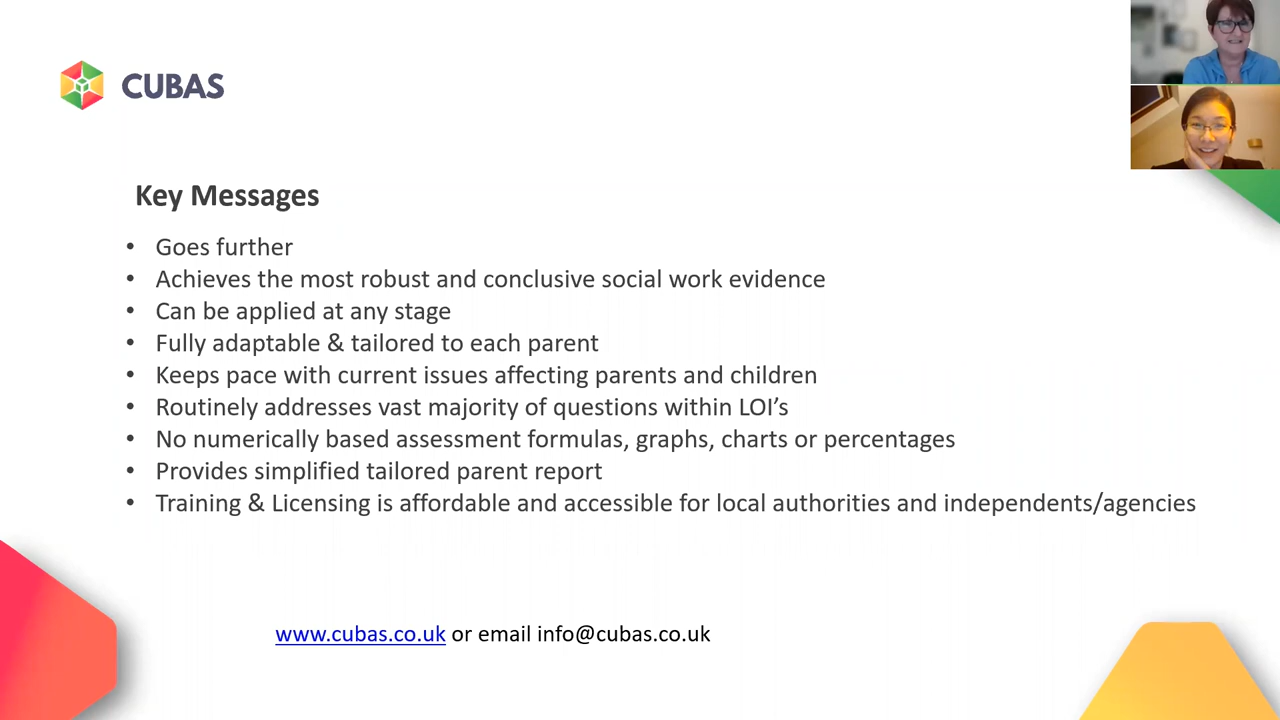 CUBAS
Key Messages
• Goes further
• Achieves the most robust and conclusive social work evidence
• Can be applied at any stage
• Fully adaptable & tailored to each parent
• Keeps pace with current issues affecting parents and children
• Routinely addresses vast majority of questions within LOI’s
• No numerically based assessment formulas, graphs, charts or percentages
• Provides simplified tailored parent report
• Training & Licensing is affordable and accessible for local authorities and independents/agencies
www.cubas.co.uk or email info@cubas.co.uk